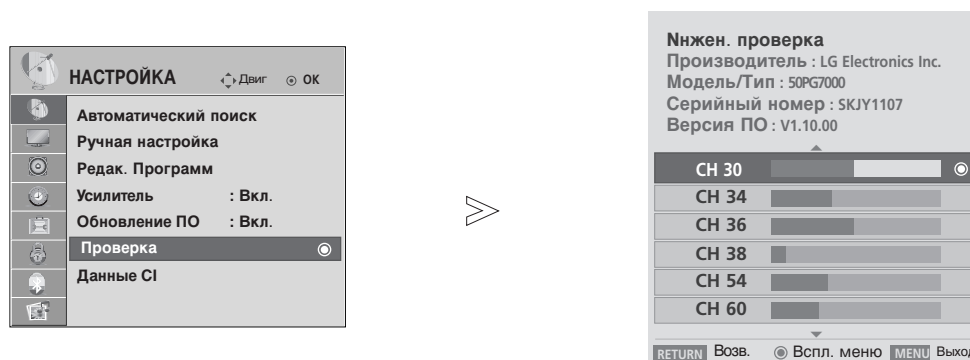 НАСТРОЙКА Двиг ОК
Автоматический поиск
Ручная настройка
Редак. Программ
Усилитель : Вкл.
Обновление ПО : Вкл.
Проверка
Данные CI
Nнжен. проверка
Производитель : LG Electronics Inc.
Модель/Тип : 50PG7000
Серийный номер : SKJY1107
Версия ПО : V1.10.00
CH 30
CH 34
CH 36
CH 38
CH 54
CH 60
RETURN Возв. Вспл. меню MENU Выход